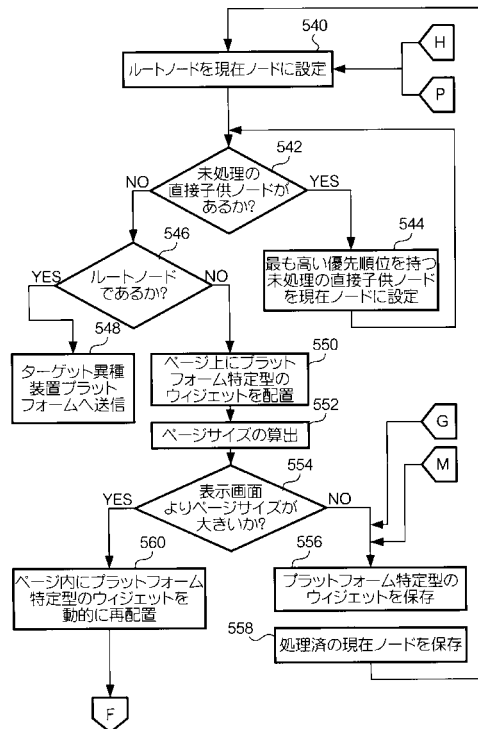 540
ルートノードを現在ノードに設定
H
P
542
未処理の
直接子供ノードが
あるか?
NO
YES
544
最も高い優先順位を持つ
未処理の直接子供ノード
を現在ノードに設定
546
ルートノード
であるか?
YES
NO
548
ターゲット異種
装置プラット
フォームへ送信
550
ページ上にプラット
フォーム特定型の
ウィジェットを配置
552
ページサイズの算出
G
M
554
表示画面
よりページサイズが
大きいか?
YES
NO
556
プラットフォーム特定型の
ウィジェットを保存
558
処理済の現在ノードを保存
560
ページ内にプラットフォーム
特定型のウィジェットを
動的に再配置
F